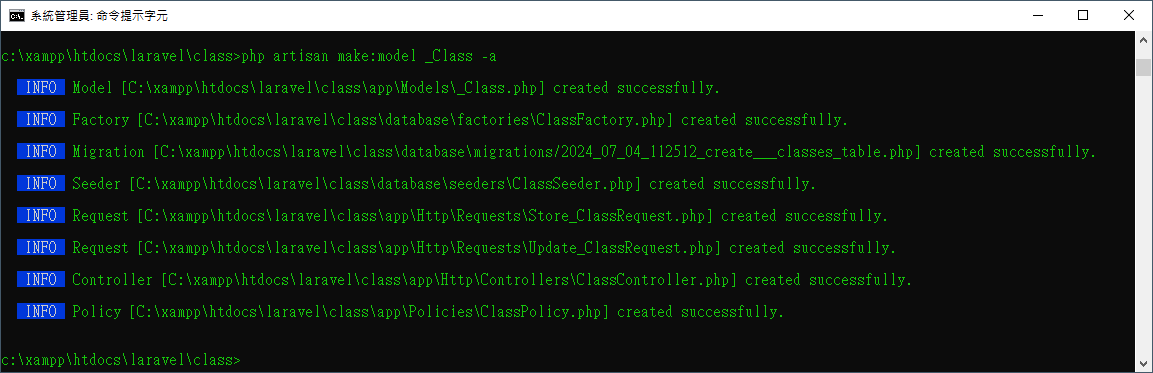 系統管理員: 命令提示字元
c:\xampp\htdocs\laravel\class>php artisan make:model _Class -a
INFO Model [C:\xampp\htdocs\laravel\class\app\Models\_Class.php] created successfully.
INFO Factory [C:\xampp\htdocs\laravel\class\database\factories\ClassFactory.php] created successfully.
INFO Migration [C:\xampp\htdocs\laravel\class\database\migrations/2024_07_04_112512_create___classes_table.php] created successfully.
INFO Seeder [C:\xampp\htdocs\laravel\class\database\seeders\ClassSeeder.php] created successfully.
INFO Request [C:\xampp\htdocs\laravel\class\app\Http\Requests\Store_ClassRequest.php] created successfully.
INFO Request [C:\xampp\htdocs\laravel\class\app\Http\Requests\Update_ClassRequest.php] created successfully.
INFO Controller [C:\xampp\htdocs\laravel\class\app\Http\Controllers\ClassController.php] created successfully.
INFO Policy [C:\xampp\htdocs\laravel\class\app\Policies\ClassPolicy.php] created successfully.
c:\xampp\htdocs\laravel\class>